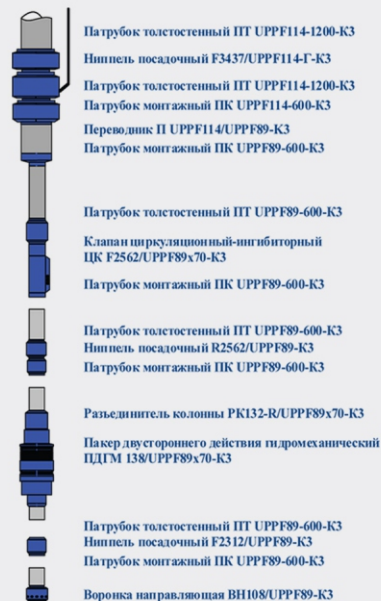 Патрубок толстостенный ПТ UPPF114-1200-К3
Ниппель посадочный F3437/UPPF114-Г-К3
Патрубок толстостенный ПТ UPPF114-1200-К3
Патрубок монтажный ПК UPPF114-600-К3
Переводник П UPPF114/UPPF89-К3
Патрубок монтажный ПК UPPF89-600-К3
Патрубок толстостенный ПТ UPPF89-600-К3
Клапан циркуляционный-ингибиторный
ЦК F2562/UPPF89х70-К3
Патрубок монтажный ПК UPPF89-600-К3
Патрубок толстостенный ПТ UPPF89-600-К3
Ниппель посадочный R2562/UPPF89-К3
Патрубок монтажный ПК UPPF89-600-К3
Разъединитель колонны РК132-R/UPPF89х70-К3
Пакер двустороннего действия гидромеханический
ПДГМ 138/UPPF89х70-К3
Патрубок толстостенный ПТ UPPF89-600-К3
Ниппель посадочный F2312/UPPF89-К3
Патрубок монтажный ПК UPPF89-600-К3
Воронка направляющая ВН108/UPPF89-К3